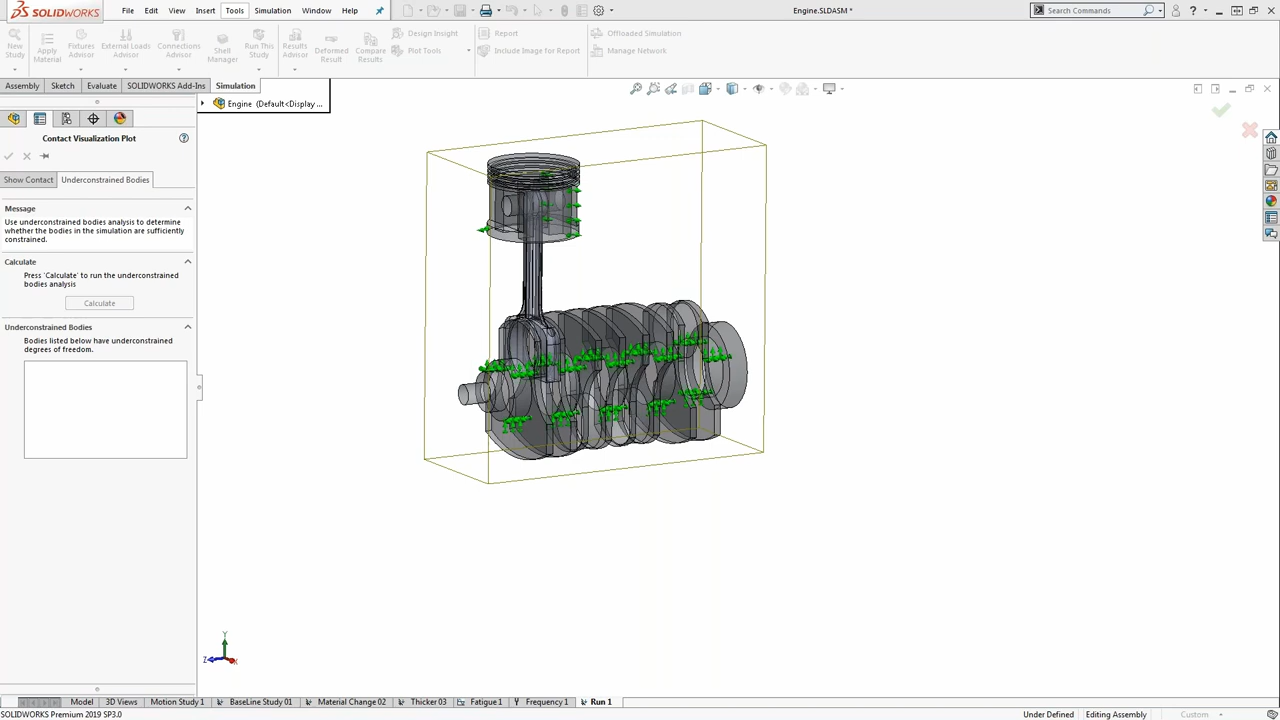 SOLIDWORKS
File Edit View Insert Tools Simulation Window Help
Engine.SLDASM *
Search Commands
New Study
Apply Material
Fixtures Advisor
External Loads Advisor
Connections Advisor
Shell Manager
Run This Study
Results Advisor
Deformed Result
Compare Results
Design Insight
Plot Tools
Report
Include Image for Report
Offloaded Simulation
Manage Network
Assembly Sketch Evaluate SOLIDWORKS Add-Ins Simulation
Engine (Default<Display ...
Contact Visualization Plot
Show Contact Underconstrained Bodies
Message
Use underconstrained bodies analysis to determine
whether the bodies in the simulation are sufficiently
constrained.
Calculate
Press 'Calculate' to run the underconstrained
bodies analysis
Calculate
Underconstrained Bodies
Bodies listed below have underconstrained
degrees of freedom.
Y
Z
X
Model 3D Views Motion Study 1 BaseLine Study 01 Material Change 02 Thicker 03 Fatigue 1 Frequency 1 Run 1
SOLIDWORKS Premium 2019 SP3.0
Under Defined Editing Assembly Custom